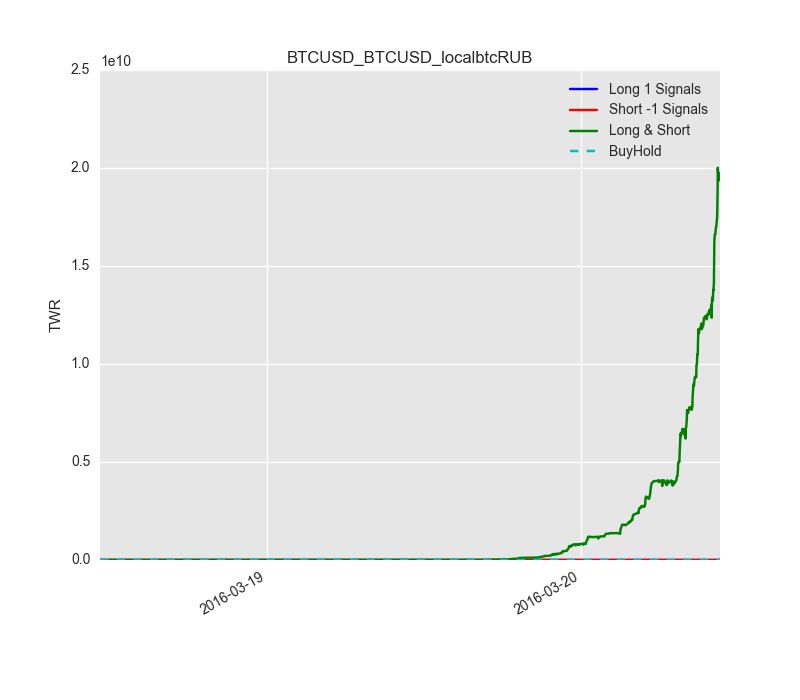 BTCUSD_BTCUSD_localbtcRUB
1e10
2.5
2.0
1.5
1.0
0.5
0.0
TWR
Long 1 Signals
Short -1 Signals
Long & Short
BuyHold
2016-03-19
2016-03-20